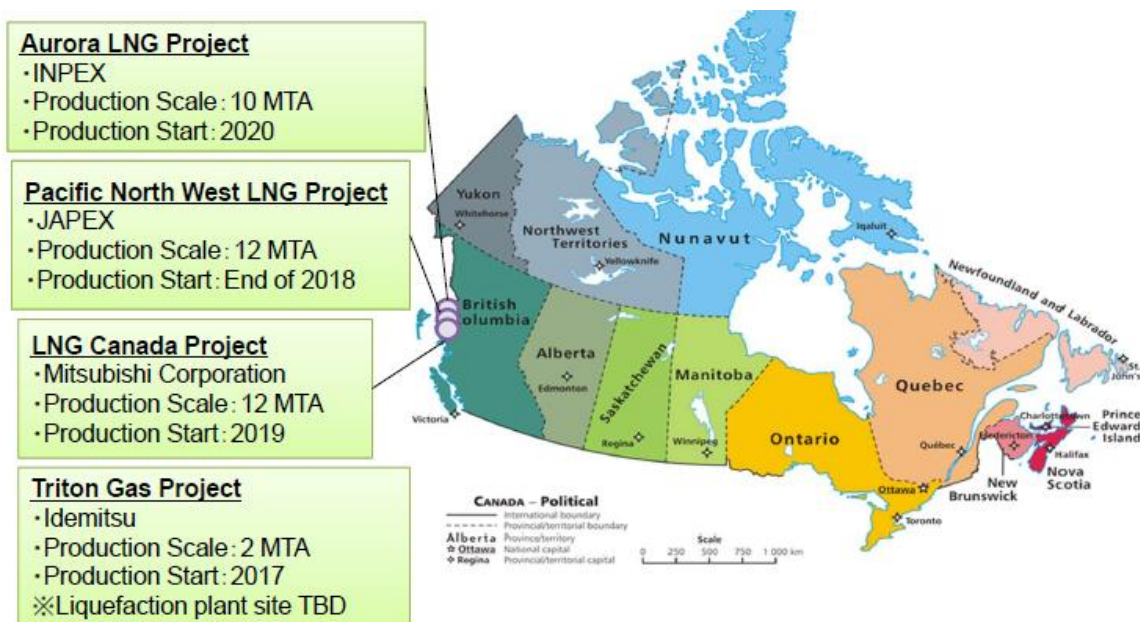 Aurora LNG Project
・INPEX
・Production Scale：10 MTA
・Production Start：2020
Pacific North West LNG Project
・JAPEX
・Production Scale：12 MTA
・Production Start：End of 2018
LNG Canada Project
・Mitsubishi Corporation
・Production Scale：12 MTA
・Production Start：2019
Triton Gas Project
・Idemitsu
・Production Scale：2 MTA
・Production Start：2017
※Liquefaction plant site TBD
Yukon
Whitehorse
Northwest
Territories
Yellowknife
Nunavut
Iqaluit
British
olumbia
Victoria
Alberta
Edmonton
Saskatchewan
Regina
Manitoba
Winnipeg
Ontario
Ottawa
Toronto
Quebec
Québec
Newfoundland and Labrador
St.
John's
Prince
Edward
Island
Halifax
Nova
Scotia
New
Brunswick
CANADA – Political
International boundary
Provincial/territorial boundary
Alberta Province/territory
Ottawa National capital
Regina Provincial/territorial capital
Scale
0 250 500 750 1 000 km